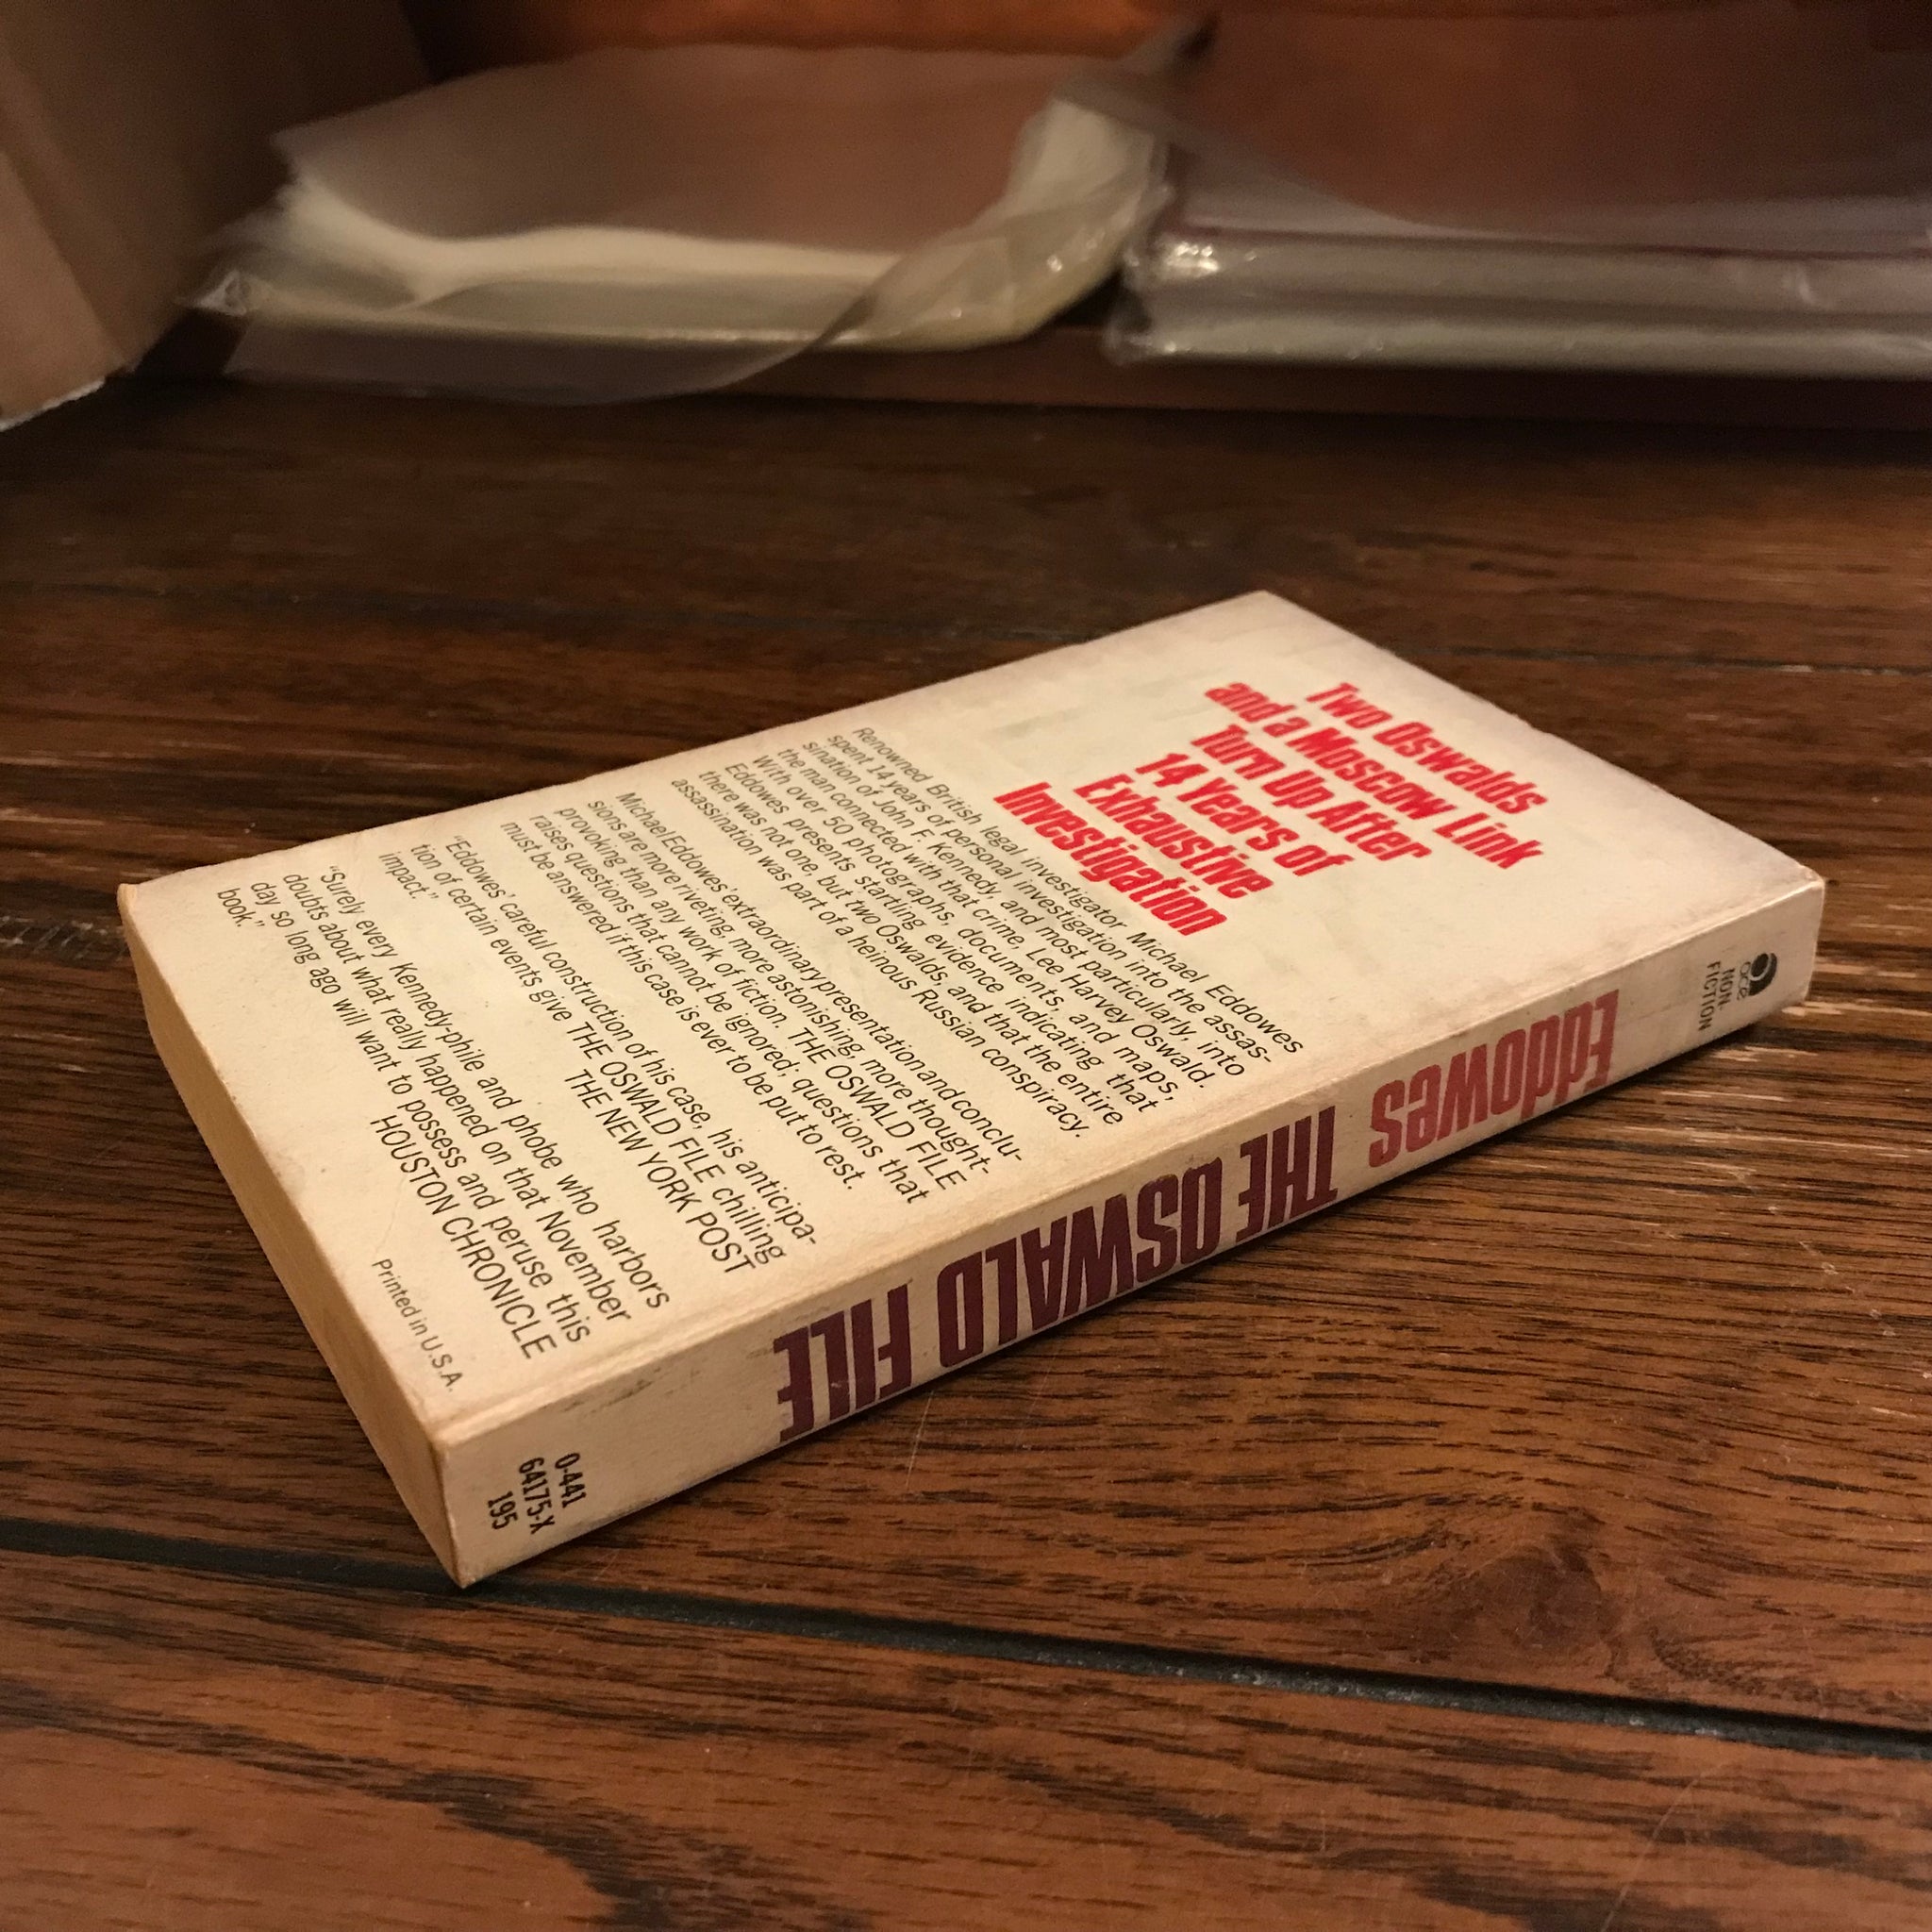 Two Oswalds
and a Moscow Link
Turn Up After
14 Years of
Exhaustive
Investigation
Renowned British legal investigator Michael Eddowes
spent 14 years of personal investigation into the assas-
sination of John F. Kennedy, and most particularly, into
the man connected with that crime, Lee Harvey Oswald.
With over 50 photographs, documents, and maps,
Eddowes presents startling evidence indicating that
there was not one, but two Oswalds, and that the entire
assassination was part of a heinous Russian conspiracy.
Michael Eddowes' extraordinary presentation and conclu-
sions are more riveting, more astonishing, more thought-
provoking than any work of fiction. THE OSWALD FILE
raises questions that cannot be ignored; questions that
must be answered if this case is ever to be put to rest.
"Eddowes' careful construction of his case, his anticipa-
tion of certain events give THE OSWALD FILE chilling
impact." THE NEW YORK POST
"Surely every Kennedy-phile and phobe who harbors
doubts about what really happened on that November
day so long ago will want to possess and peruse this
book." HOUSTON CHRONICLE
Printed in U.S.A.
ace
NON-
FICTION
Eddowes
THE OSWALD FILE
0-441
64175-X
195